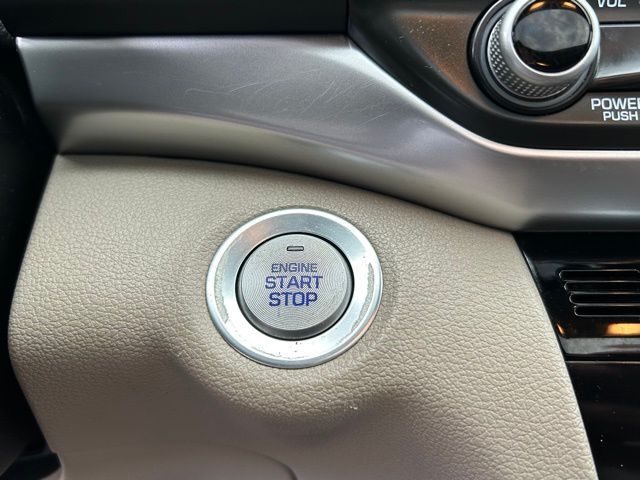 VOL
POWER
PUSH
ENGINE
START
STOP